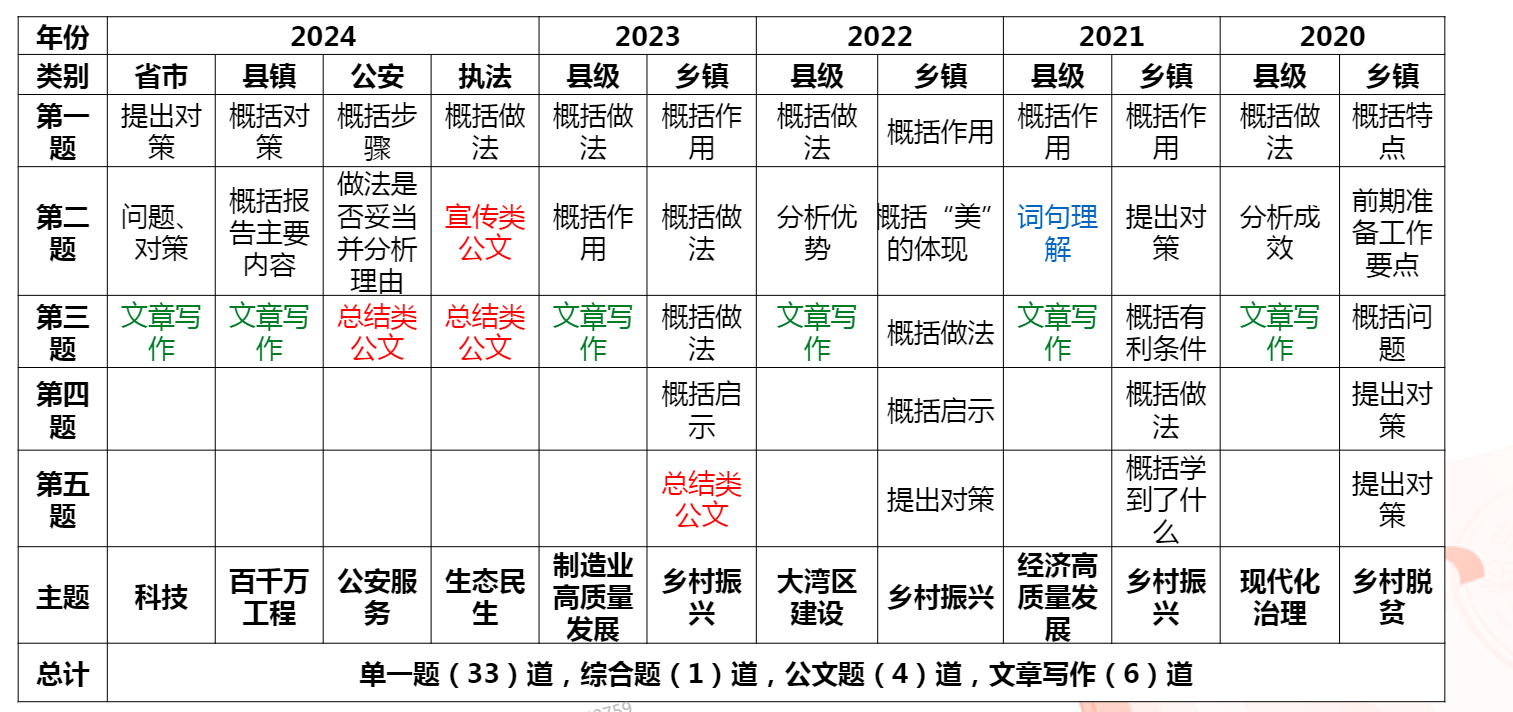 年份 2024 2023 2022 2021 2020
类别 省市 县镇 公安 执法 县级 乡镇 县级 乡镇 县级 乡镇 县级 乡镇
第一题 提出对策 概括对策 概括步骤 概括做法 概括做法 概括作用 概括做法 概括作用 概括作用 概括作用 概括做法 概括特点
第二题 问题、对策 概括报告主要内容 做法是否妥当并分析理由 宣传类公文 概括作用 概括做法 分析优势 概括“美”的体现 词句理解 提出对策 分析成效 前期准备工作要点
第三题 文章写作 文章写作 总结类公文 总结类公文 文章写作 概括做法 文章写作 概括做法 文章写作 概括有利条件 文章写作 概括问题
第四题 概括启示 概括启示 概括做法 提出对策
第五题 总结类公文 提出对策 概括学到了什么 提出对策
主题 科技 百千万工程 公安服务 生态民生 制造业高质量发展 乡村振兴 大湾区建设 乡村振兴 经济高质量发展 乡村振兴 现代化治理 乡村脱贫
总计 单一题（33）道，综合题（1）道，公文题（4）道，文章写作（6）道